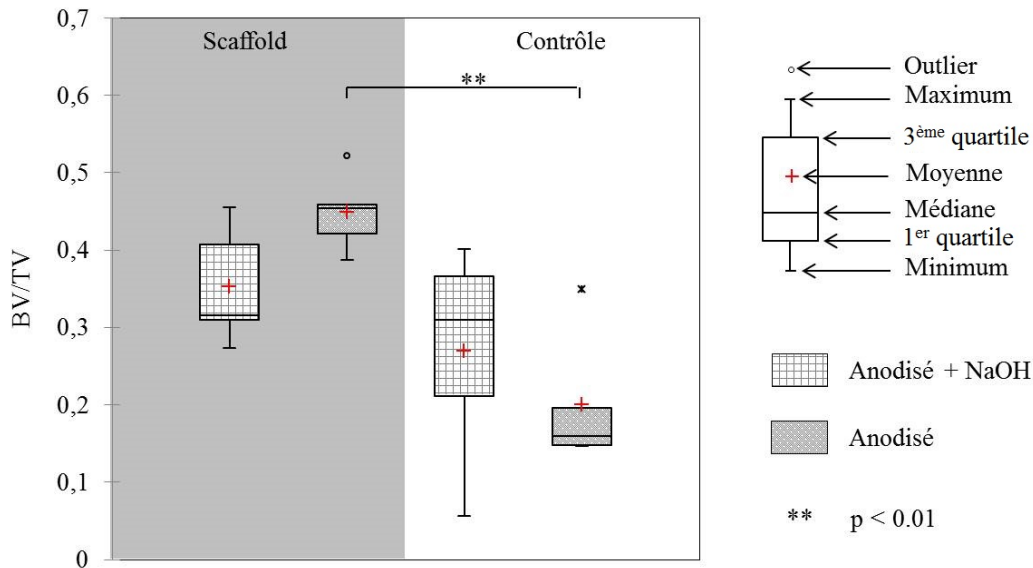 0,7
0,6
0,5
0,4
0,3
0,2
0,1
0
BV/TV
Scaffold
Contrôle
**
Outlier
Maximum
3ème quartile
Moyenne
Médiane
1er quartile
Minimum
Anodisé + NaOH
Anodisé
** p < 0.01